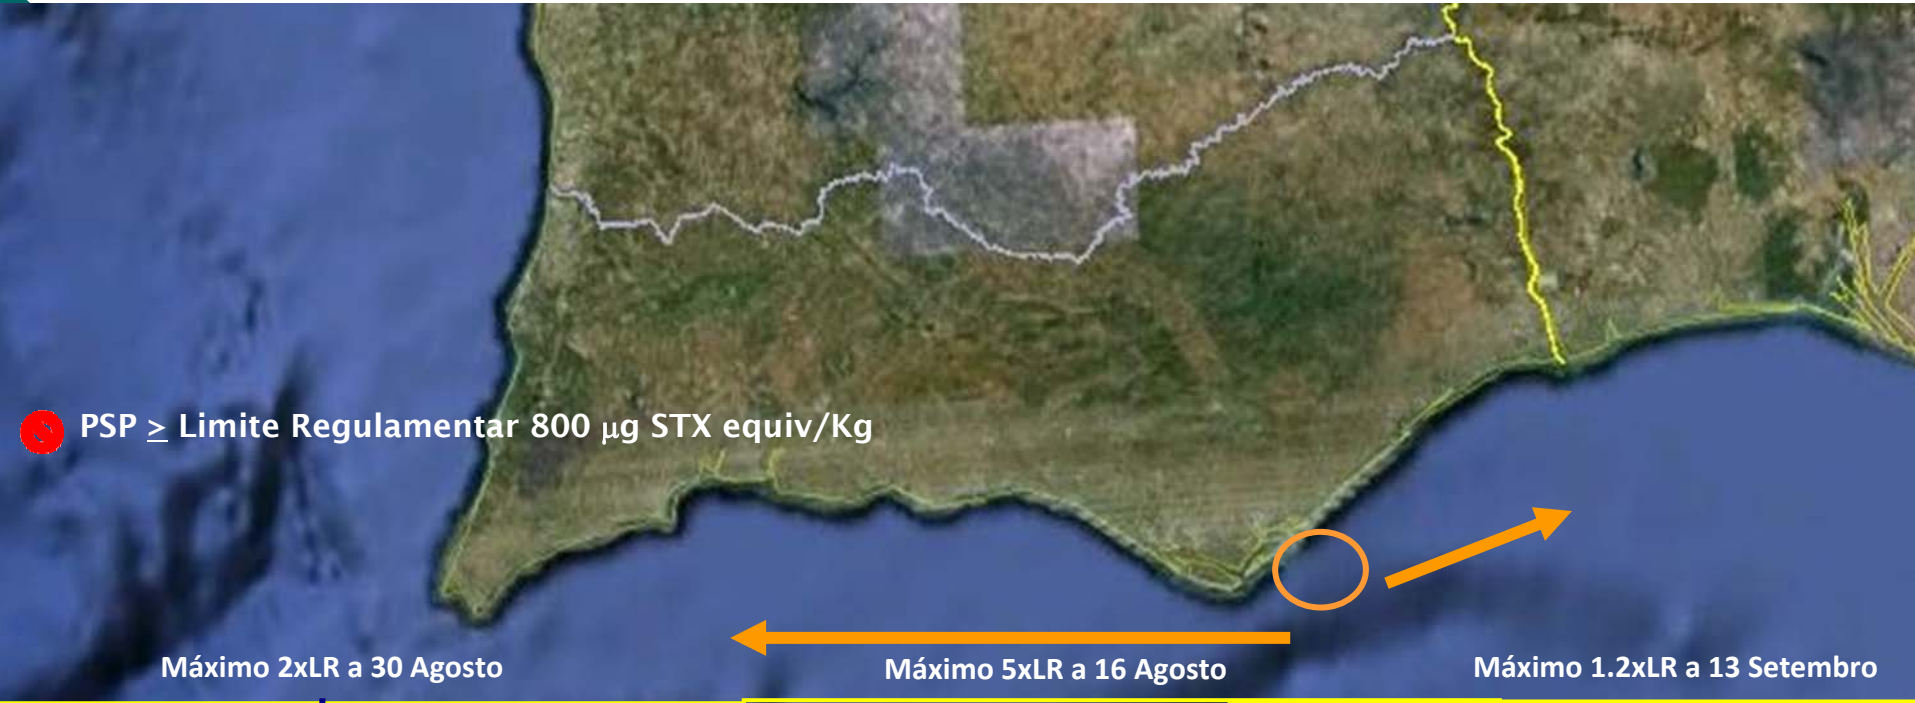 PSP ≥ Limite Regulamentar 800 µg STX equiv/Kg
Máximo 2xLR a 30 Agosto
Máximo 5xLR a 16 Agosto
Máximo 1.2xLR a 13 Setembro